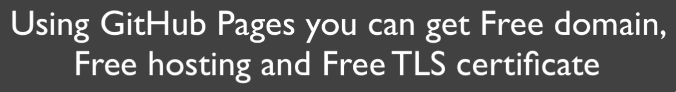 Using GitHub Pages you can get Free domain,
Free hosting and Free TLS certificate